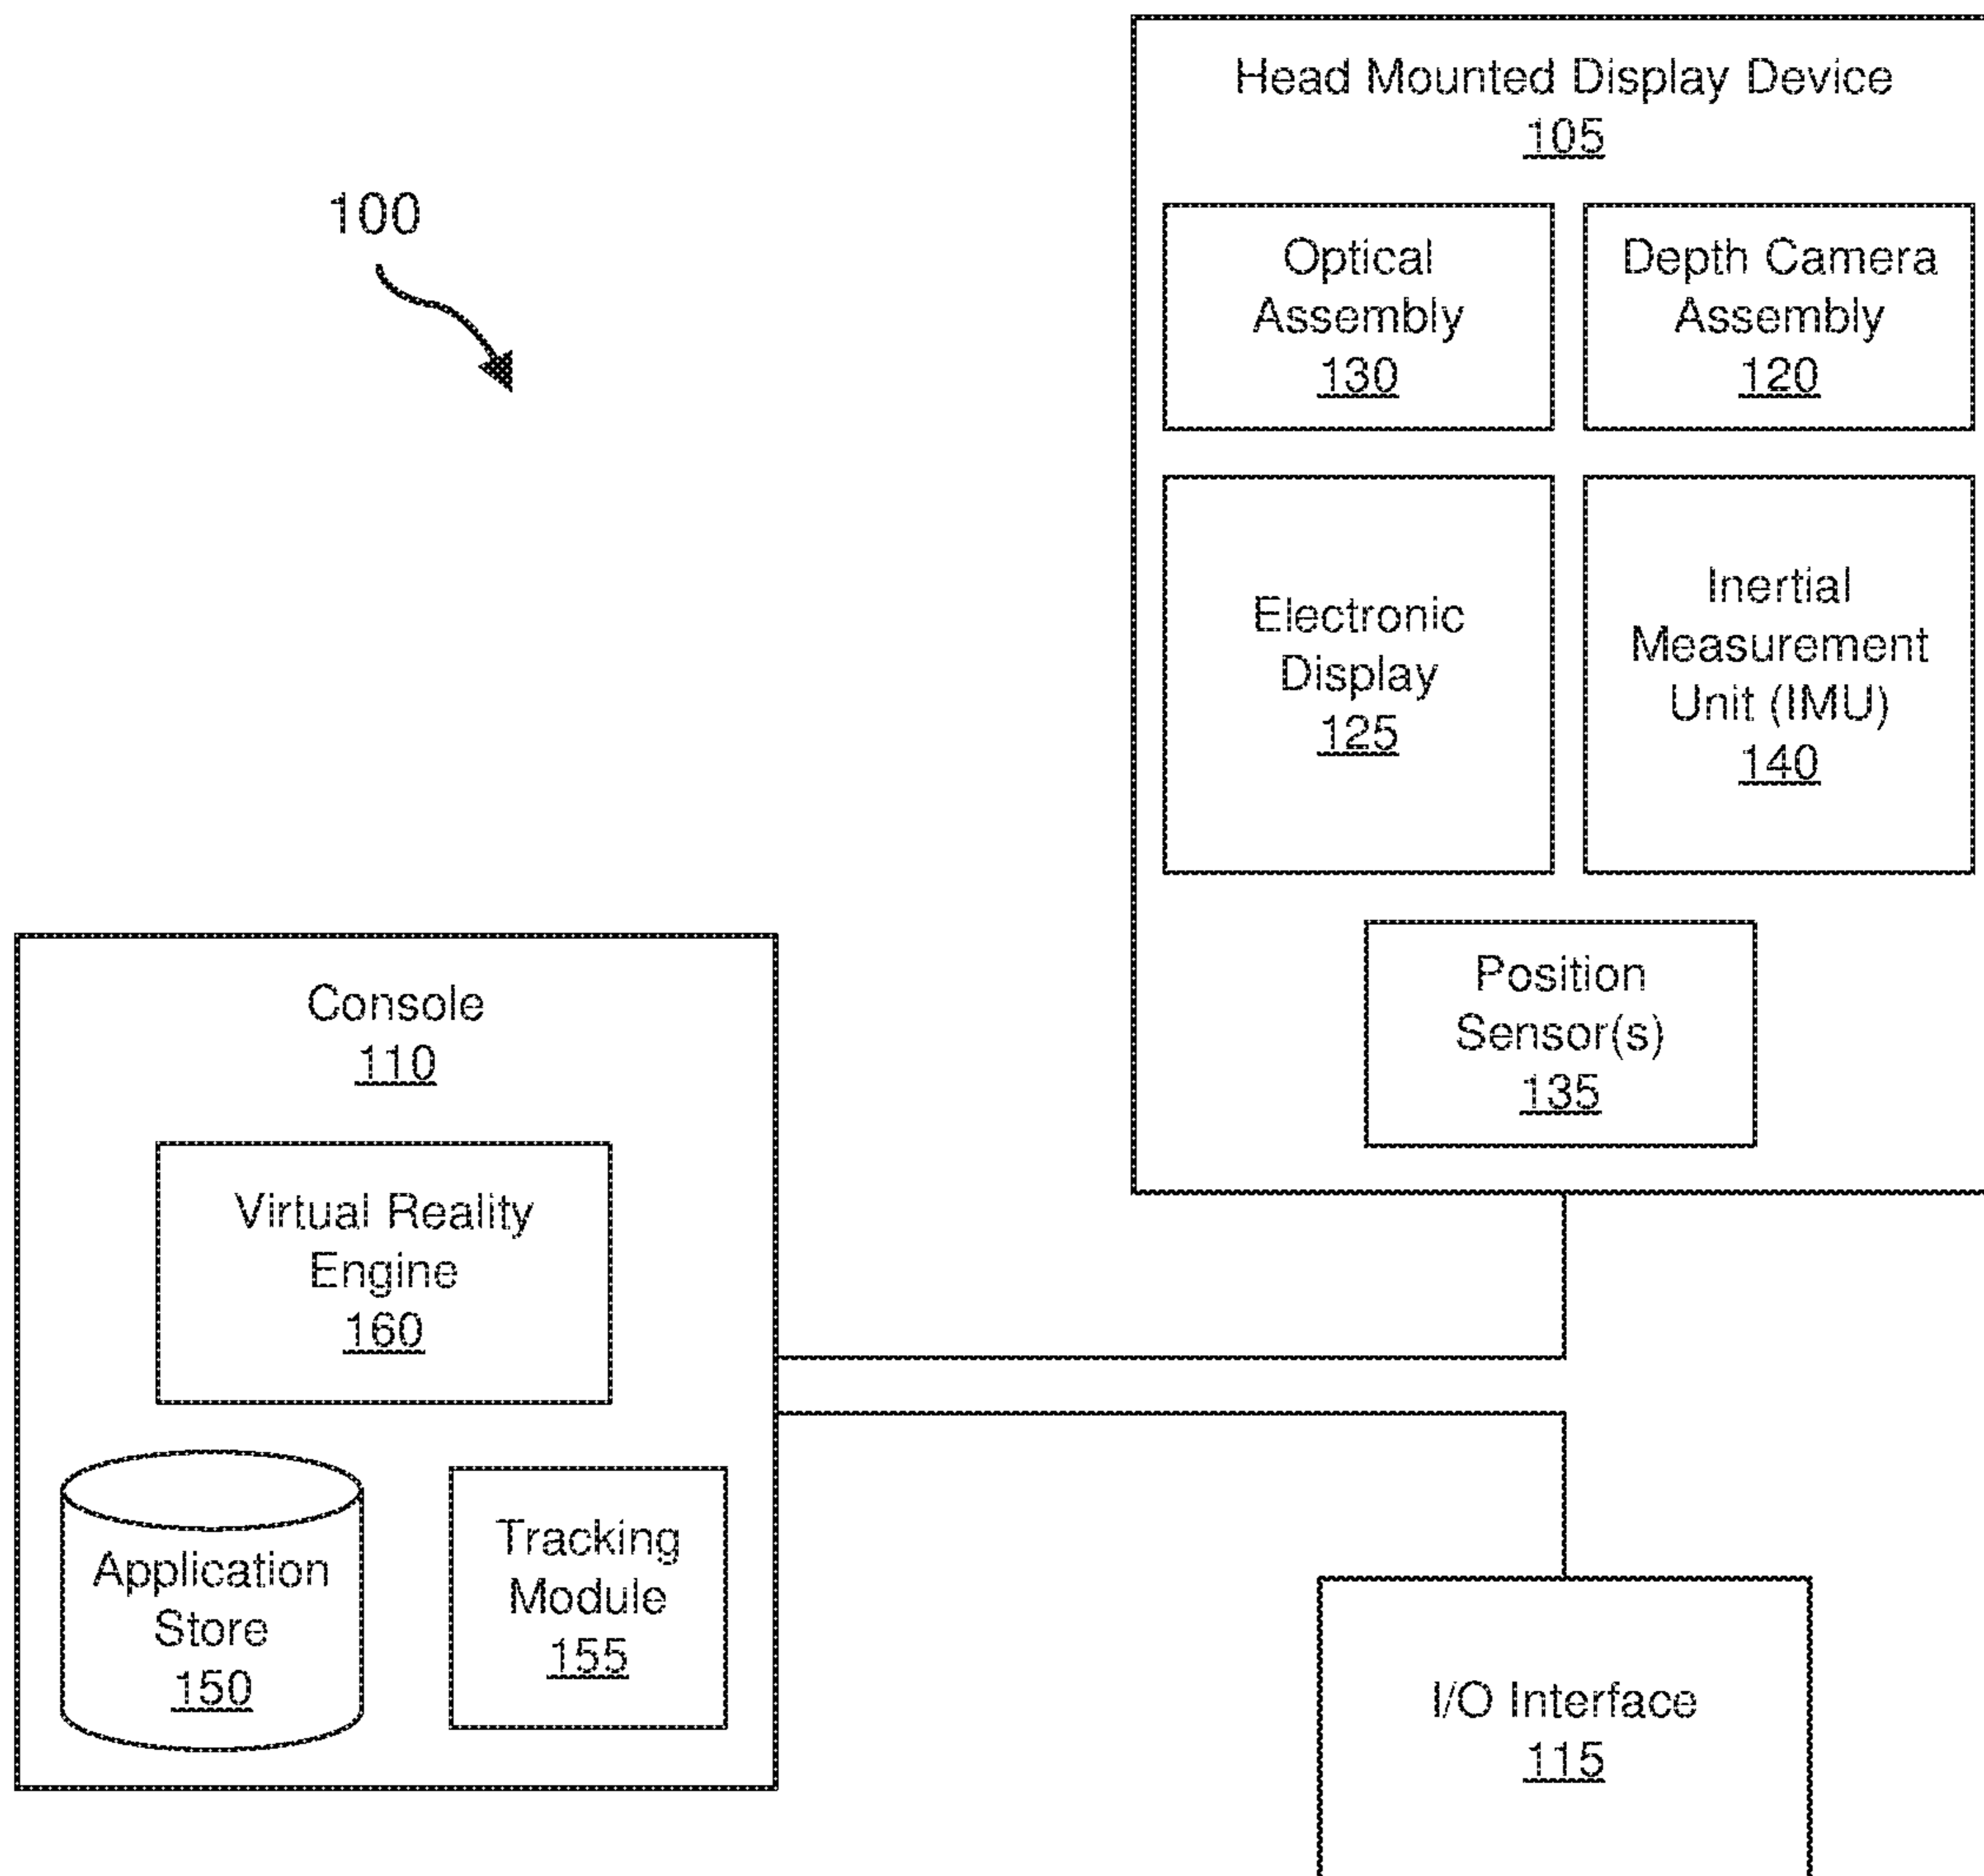 100
Head Mounted Display Device
105
Optical
Assembly
130
Depth Camera
Assembly
120
Electronic
Display
125
Inertial
Measurement
Unit (IMU)
140
Position
Sensor(s)
135
Console
110
Virtual Reality
Engine
160
Application
Store
150
Tracking
Module
155
I/O Interface
115